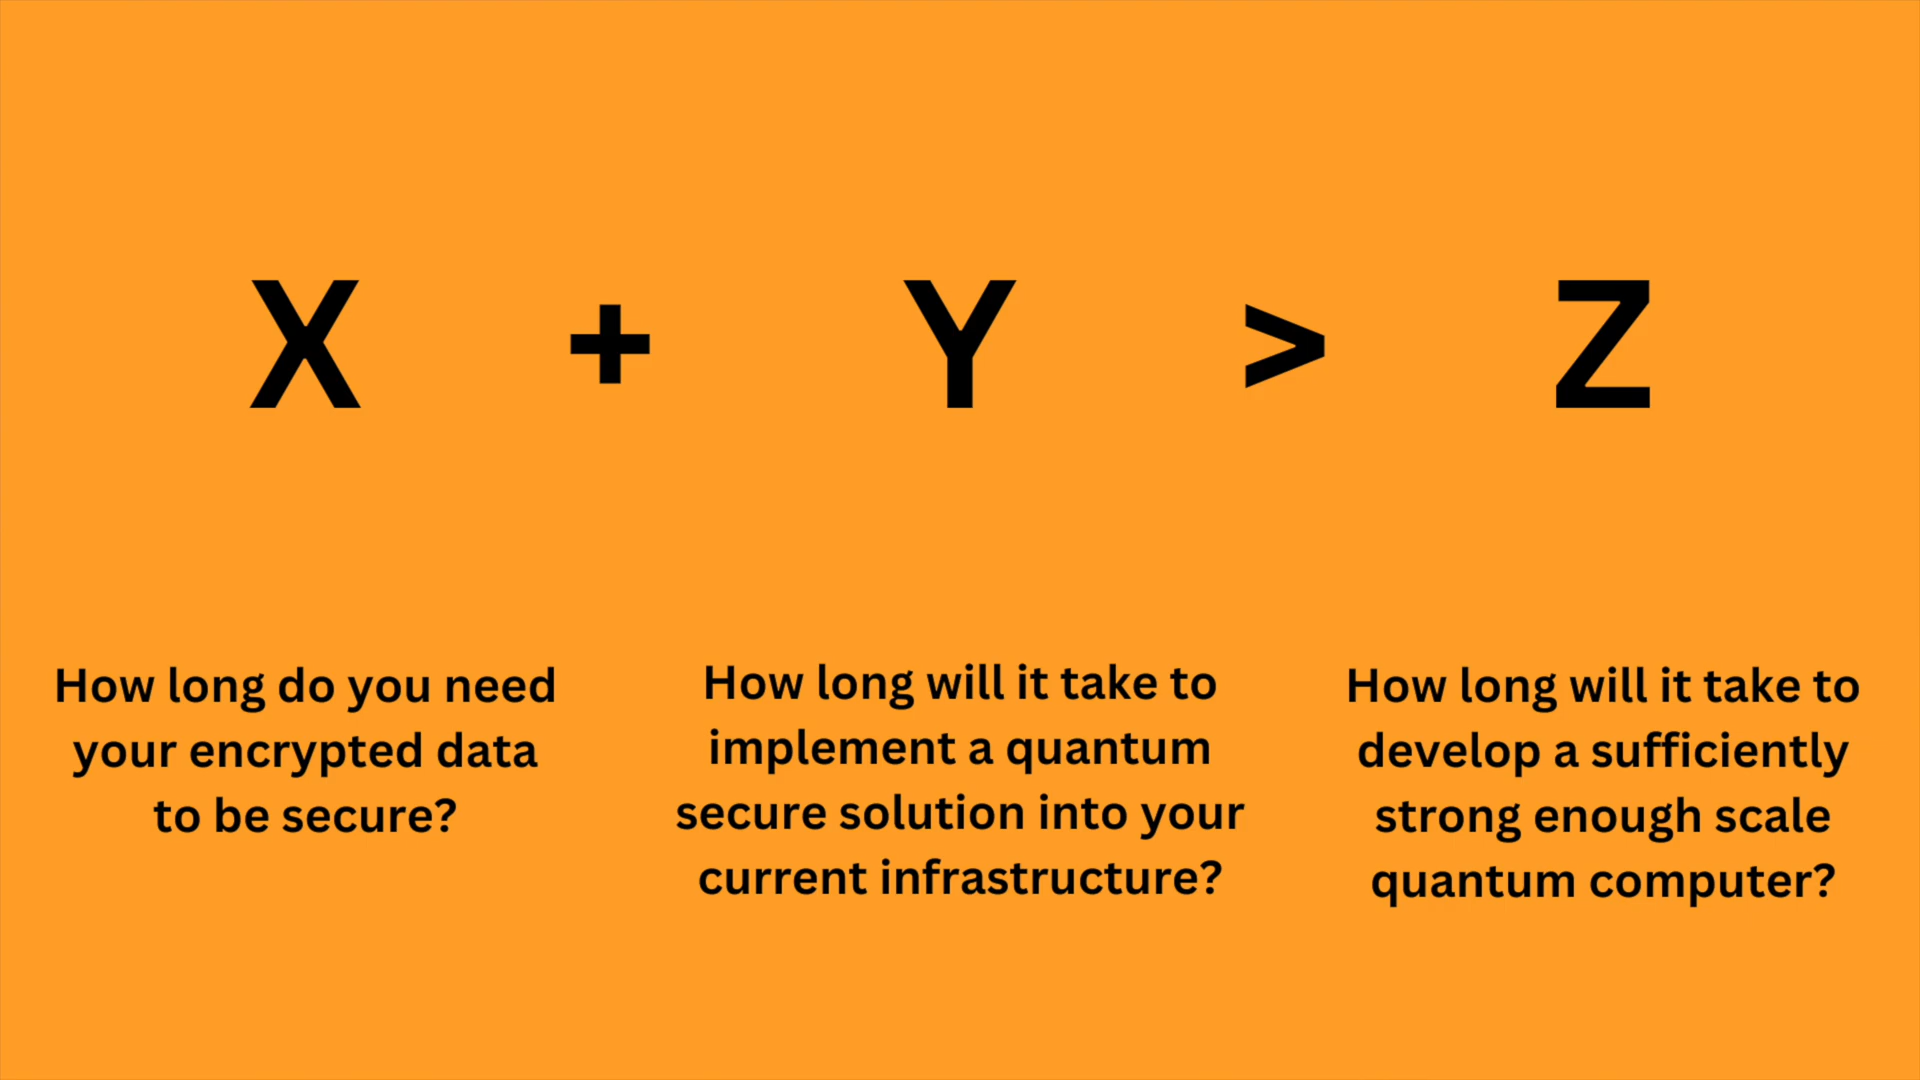 X + Y > Z
How long do you need
your encrypted data
to be secure?
How long will it take to
implement a quantum
secure solution into your
current infrastructure?
How long will it take to
develop a sufficiently
strong enough scale
quantum computer?